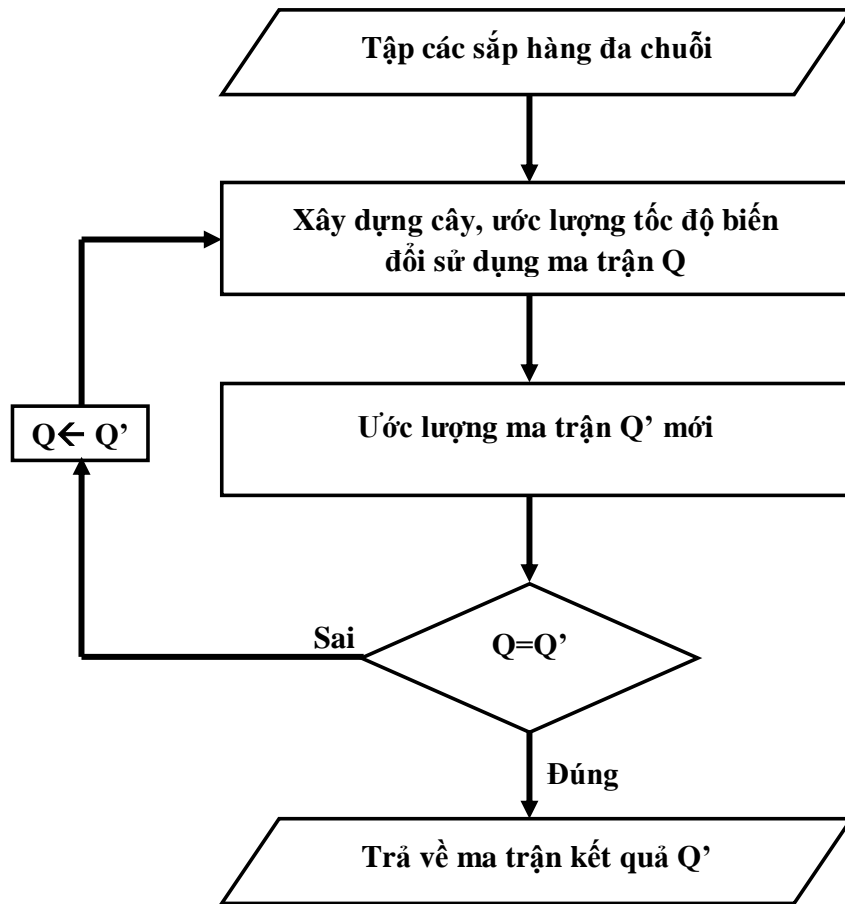 Tập các sắp hàng đa chuỗi
Xây dựng cây, ước lượng tốc độ biến
đổi sử dụng ma trận Q
Ước lượng ma trận Q’ mới
Q← Q’
Sai
Q=Q’
Đúng
Trả về ma trận kết quả Q’